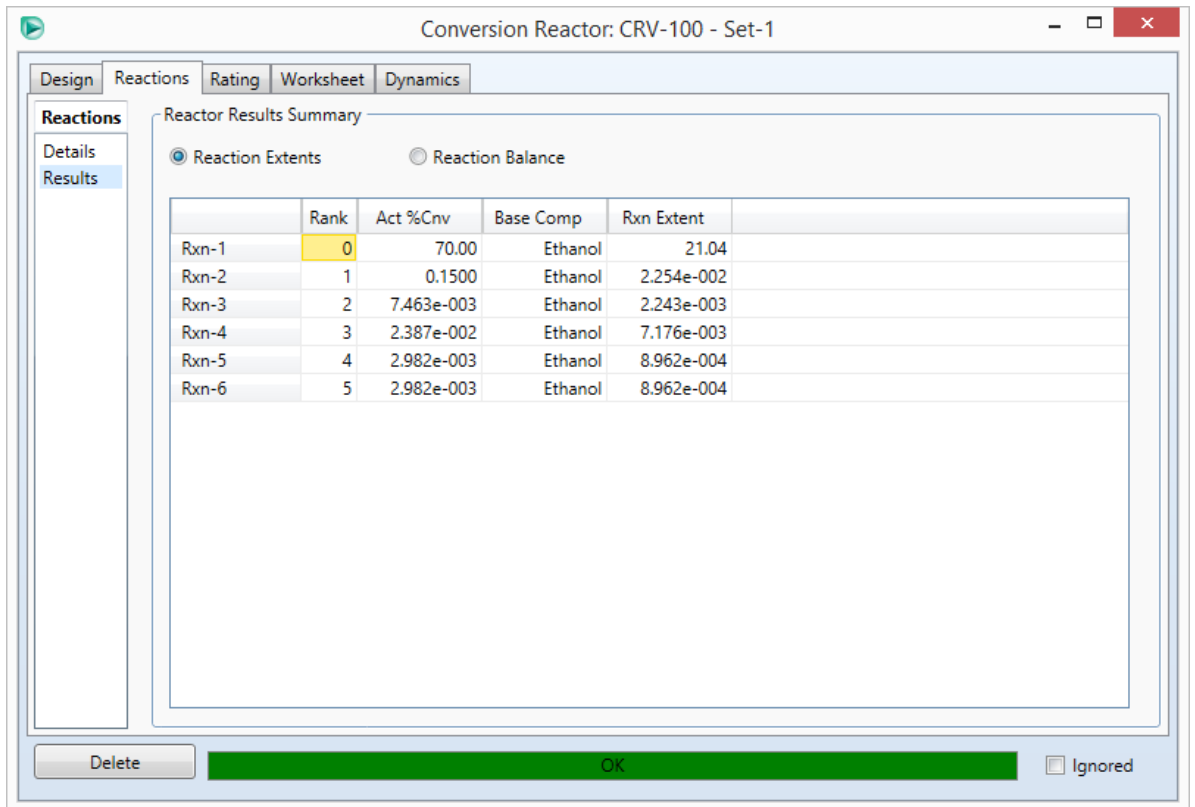 Conversion Reactor: CRV-100 - Set-1
Design Reactions Rating Worksheet Dynamics
Reactions
Details
Results
Reactor Results Summary
Reaction Extents Reaction Balance
Rank Act %Cnv Base Comp Rxn Extent
Rxn-1 0 70.00 Ethanol 21.04
Rxn-2 1 0.1500 Ethanol 2.254e-002
Rxn-3 2 7.463e-003 Ethanol 2.243e-003
Rxn-4 3 2.387e-002 Ethanol 7.176e-003
Rxn-5 4 2.982e-003 Ethanol 8.962e-004
Rxn-6 5 2.982e-003 Ethanol 8.962e-004
Delete OK Ignored